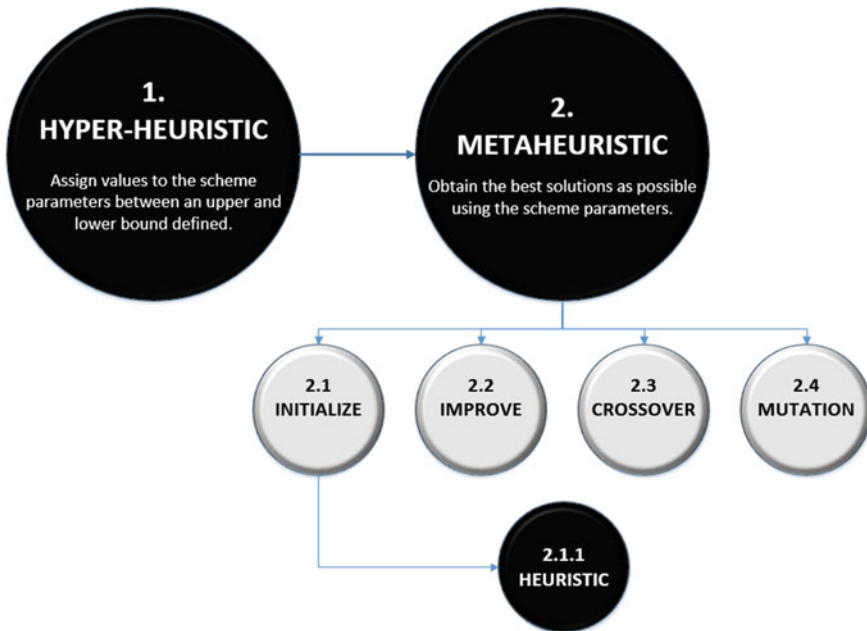 1.
HYPER-HEURISTIC
Assign values to the scheme
parameters between an upper and
lower bound defined.
2.
METAHEURISTIC
Obtain the best solutions as possible
using the scheme parameters.
2.1
INITIALIZE
2.2
IMPROVE
2.3
CROSSOVER
2.4
MUTATION
2.1.1
HEURISTIC